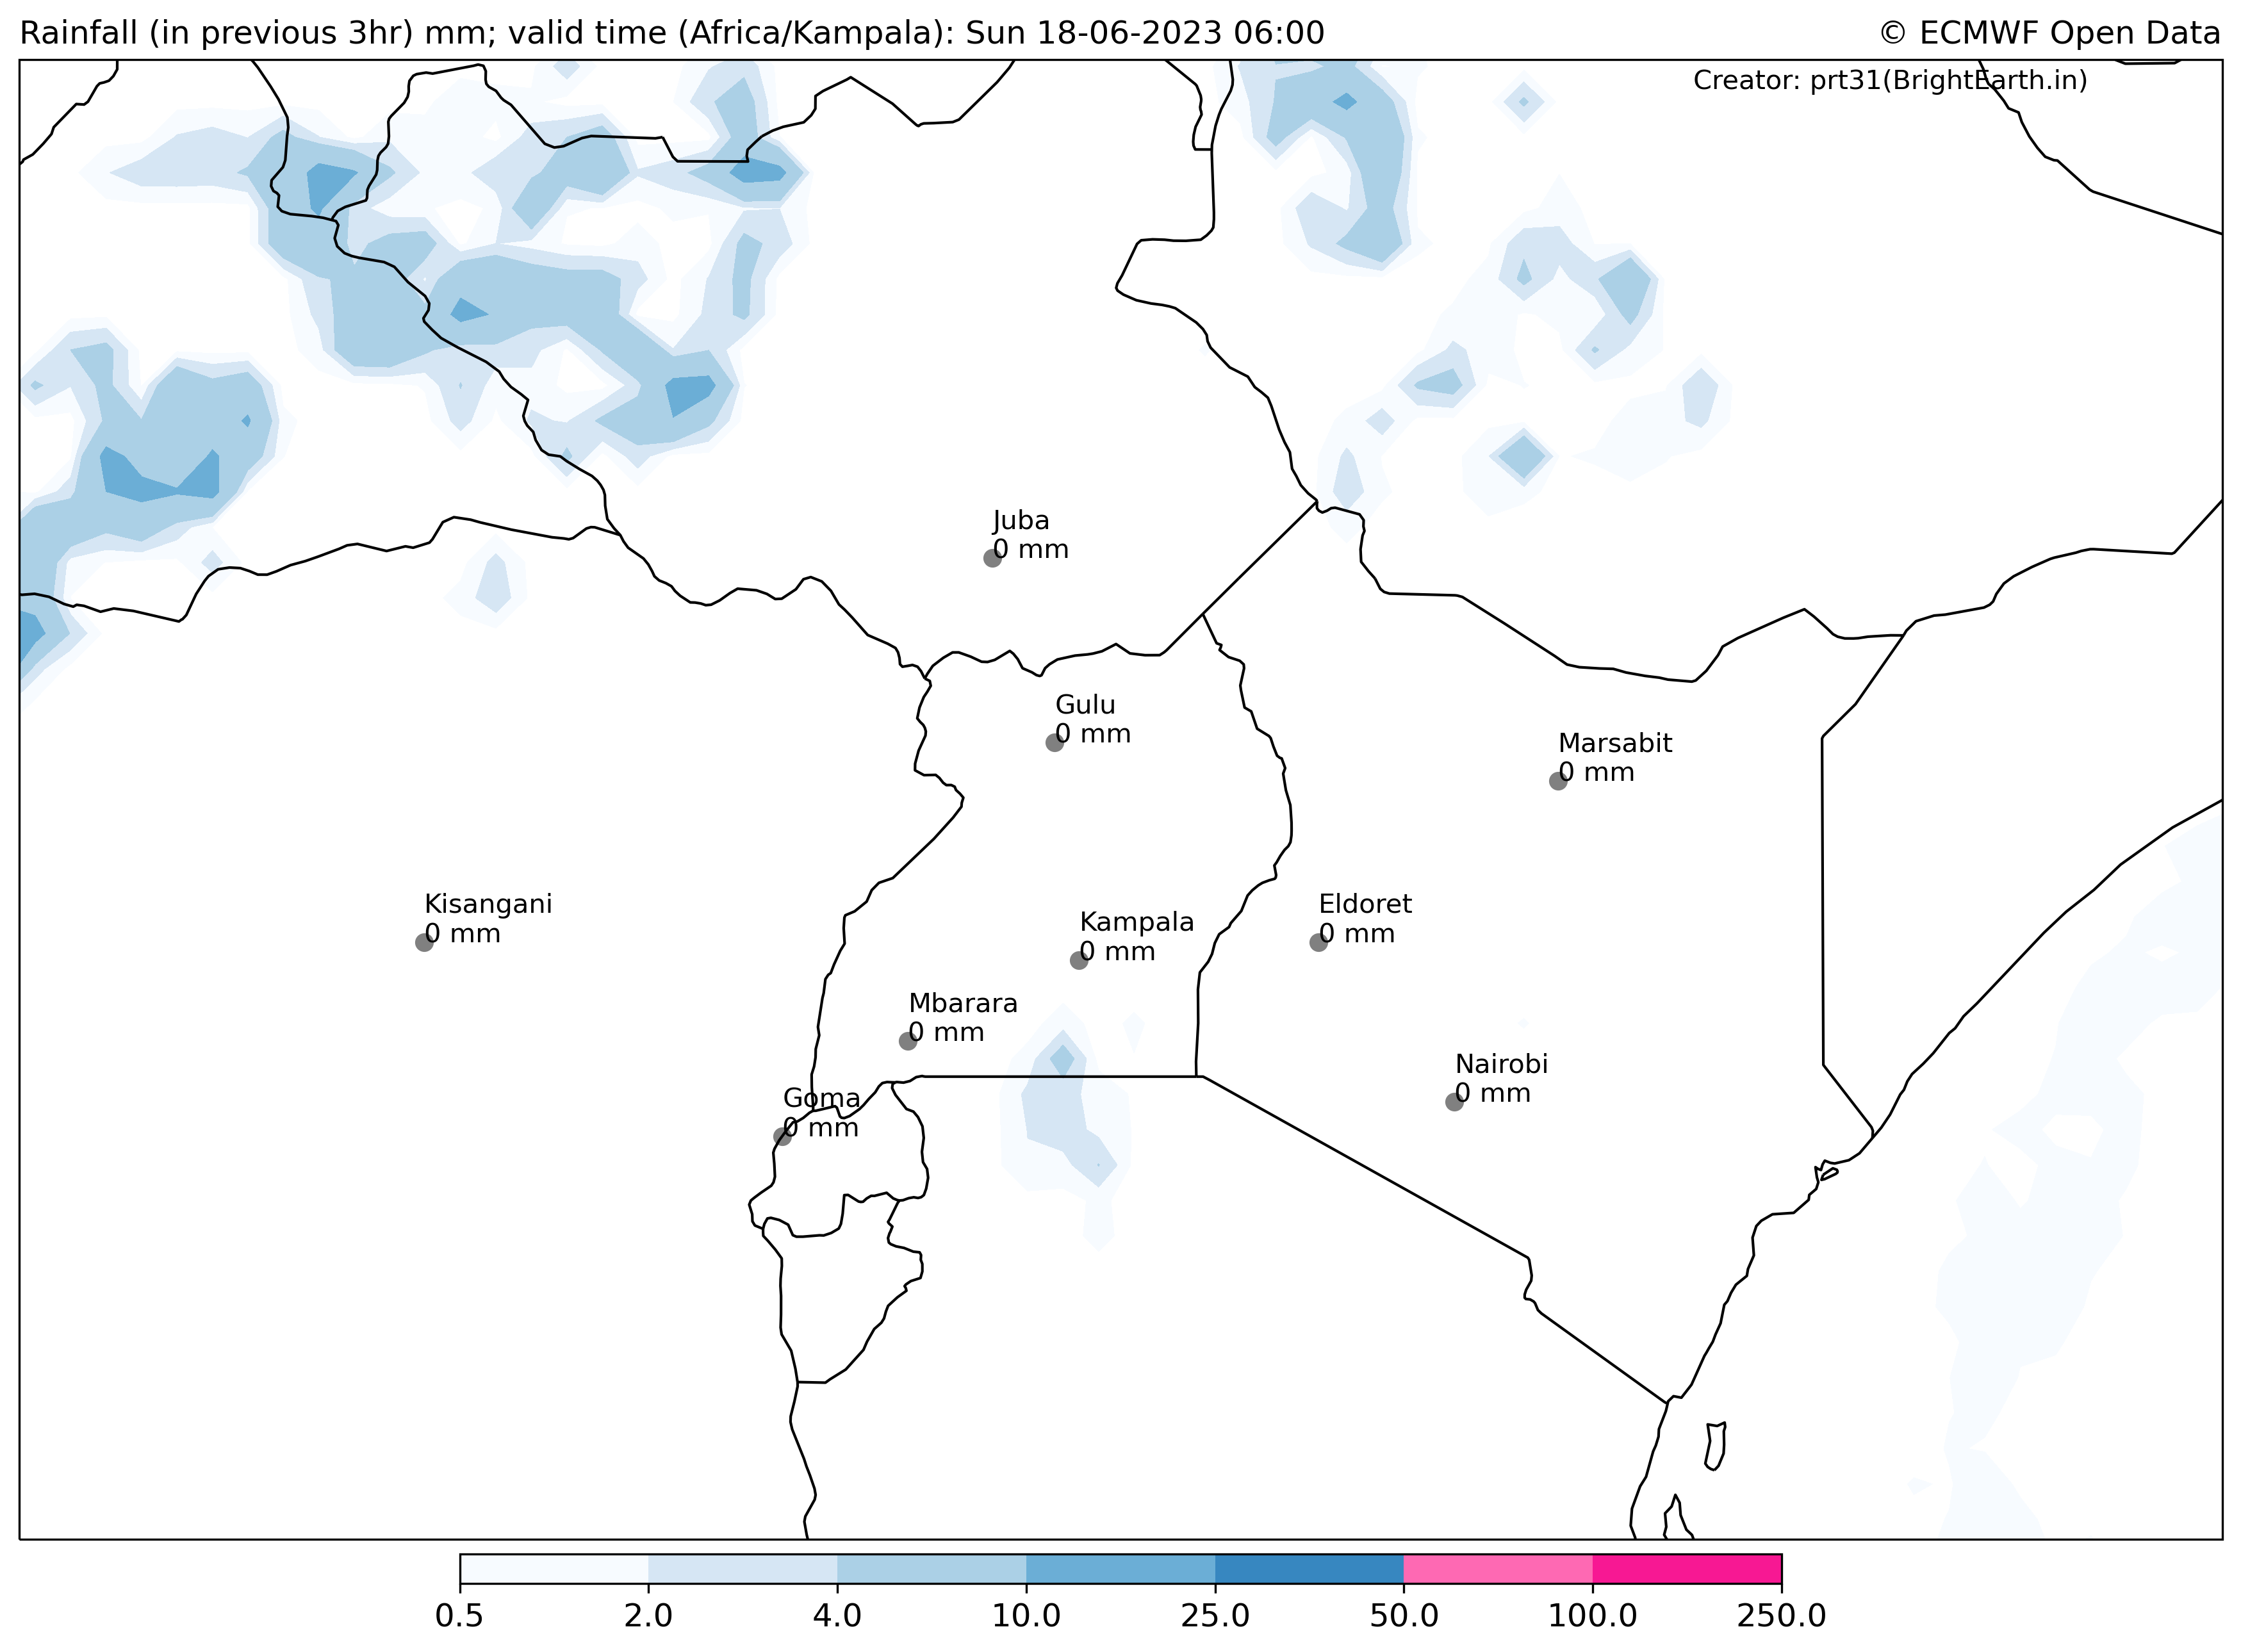 Rainfall (in previous 3hr) mm; valid time (Africa/Kampala): Sun 18-06-2023 06:00
© ECMWF Open Data
Creator: prt31(BrightEarth.in)
Juba
0 mm
Gulu
0 mm
Marsabit
0 mm
Kisangani
0 mm
Kampala
0 mm
Eldoret
0 mm
Mbarara
0 mm
Nairobi
0 mm
Goma
0 mm
0.5 2.0 4.0 10.0 25.0 50.0 100.0 250.0